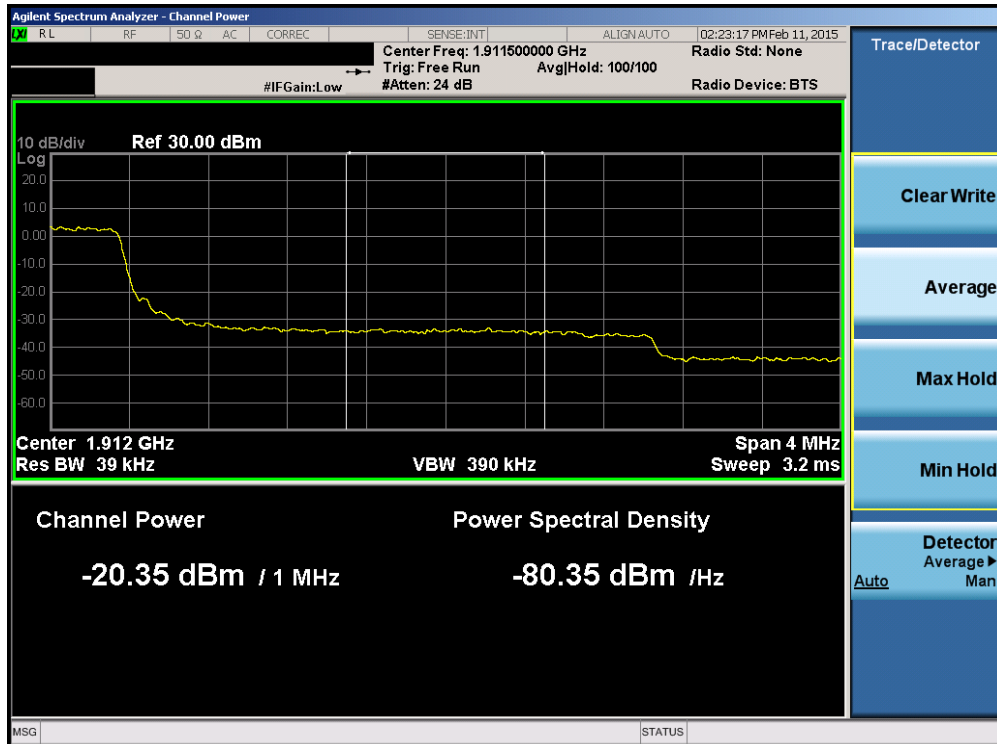 Agilent Spectrum Analyzer - Channel Power
LXI RL RF 50 Ω AC CORREC SENSE:INT ALIGN AUTO 02:23:17 PM Feb 11, 2015
Center Freq: 1.911500000 GHz Radio Std: None
Trig: Free Run Avg|Hold: 100/100
#IFGain:Low #Atten: 24 dB Radio Device: BTS
10 dB/div Ref 30.00 dBm
Log
20.0
10.0
0.00
-10.0
-20.0
-30.0
-40.0
-50.0
-60.0
Center 1.912 GHz Span 4 MHz
Res BW 39 kHz VBW 390 kHz Sweep 3.2 ms
Channel Power Power Spectral Density
-20.35 dBm / 1 MHz -80.35 dBm /Hz
MSG STATUS
Trace/Detector
Clear Write
Average
Max Hold
Min Hold
Detector
Average▶
Auto Man